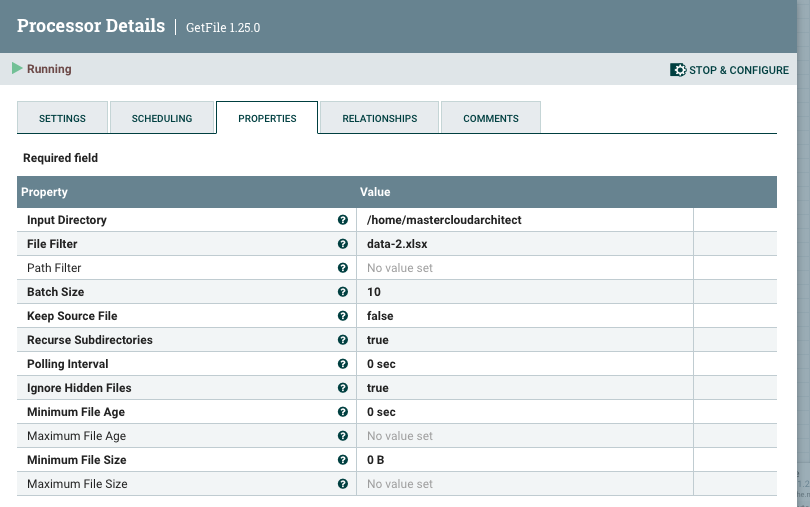 Processor Details | GetFile 1.25.0
Running STOP & CONFIGURE
SETTINGS SCHEDULING PROPERTIES RELATIONSHIPS COMMENTS
Required field
Property Value
Input Directory /home/mastercloudarchitect
File Filter data-2.xlsx
Path Filter No value set
Batch Size 10
Keep Source File false
Recurse Subdirectories true
Polling Interval 0 sec
Ignore Hidden Files true
Minimum File Age 0 sec
Maximum File Age No value set
Minimum File Size 0 B
Maximum File Size No value set